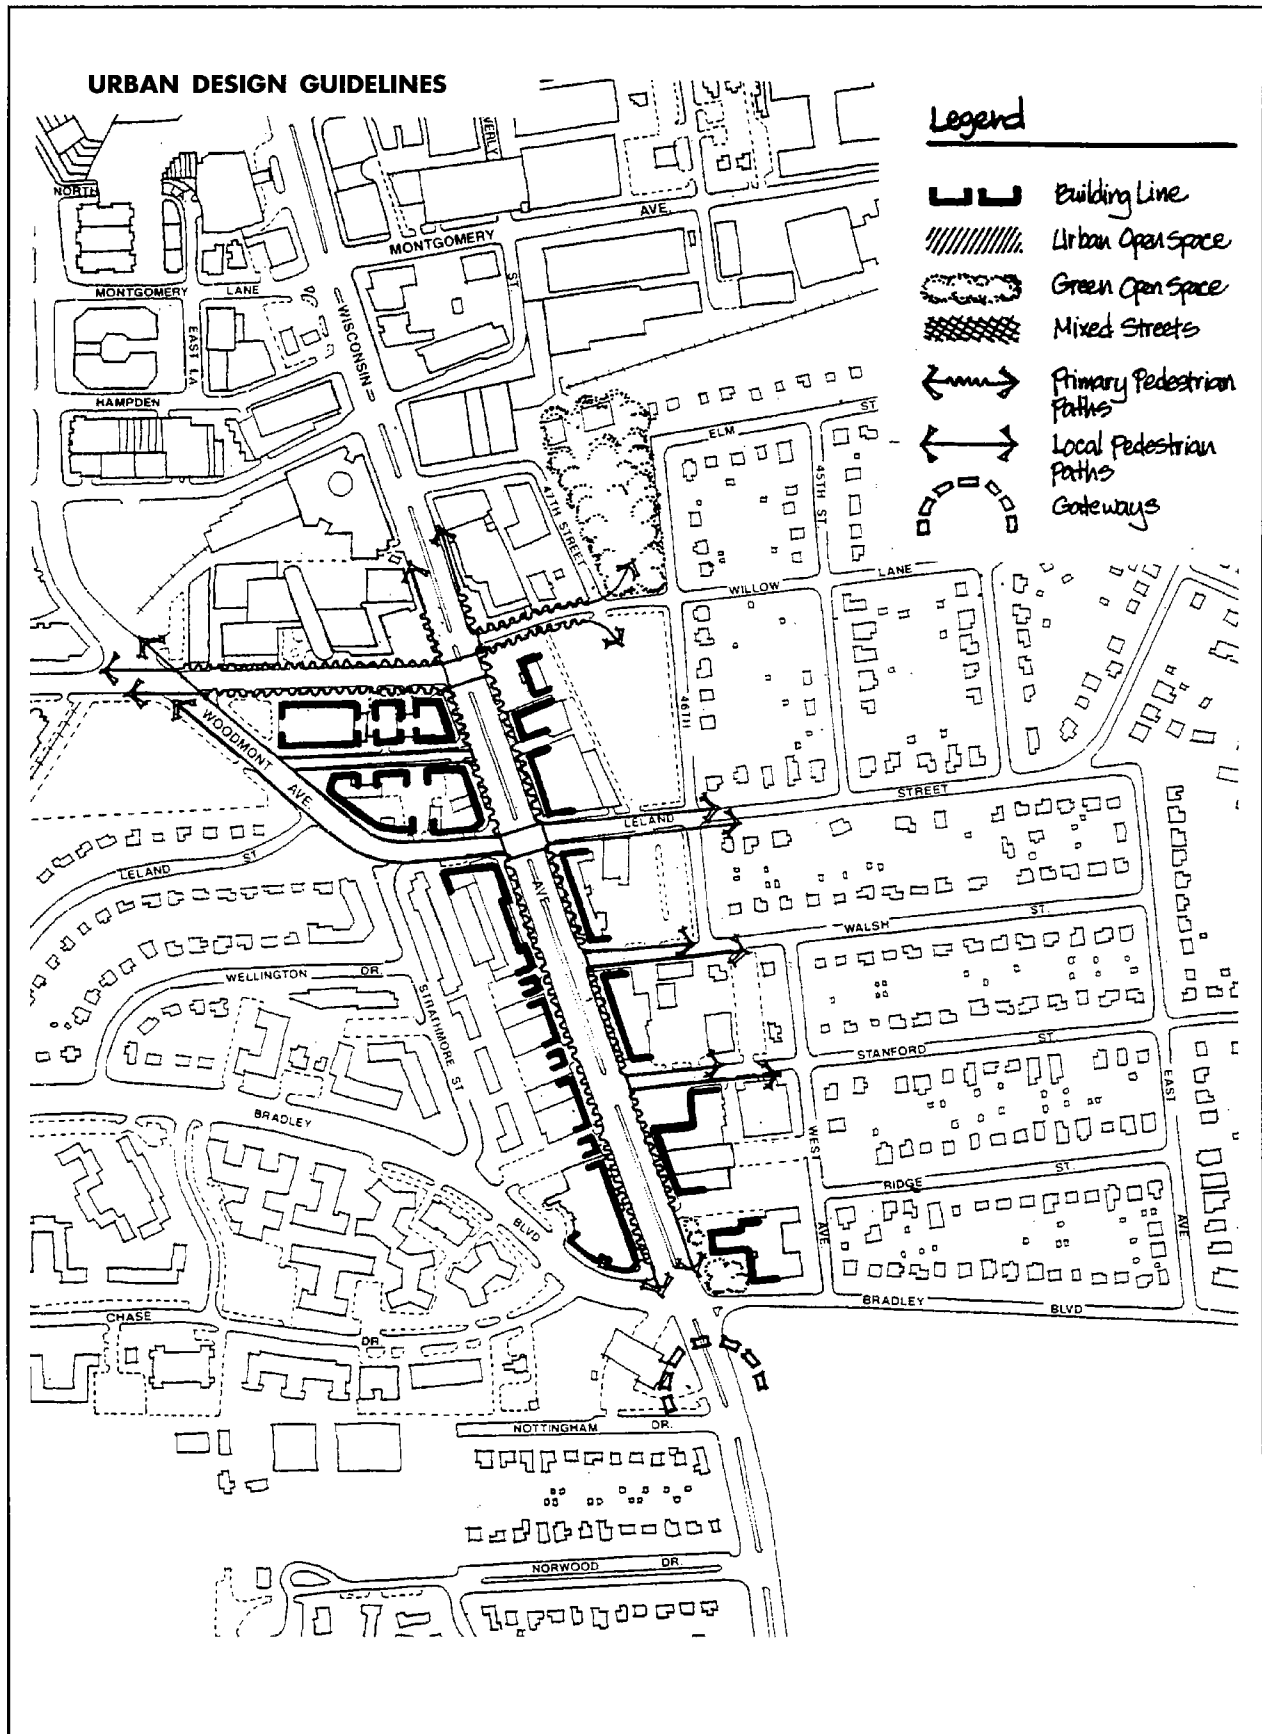 URBAN DESIGN GUIDELINES
Legend
Building Line
Urban Open Space
Green Open Space
Mixed Streets
Primary Pedestrian
Paths
Local Pedestrian
Paths
Gateways
NORTH
AVE.
MONTGOMERY
ST
MONTGOMERY LANE
WISCONSIN
EAST LA
HAMPDEN
ELM ST
45TH ST.
47TH STREET
WILLOW LANE
46TH
WOODMONT AVE.
LELAND STREET
LELAND ST
AVE
WALSH ST.
WELLINGTON DR.
STRATHMORE ST
STANFORD ST.
EAST
BRADLEY
WEST
RIDGE ST.
BLVD
AVE.
AVE
BRADLEY BLVD
CHASE
DR.
NOTTINGHAM DR.
NORWOOD DR.